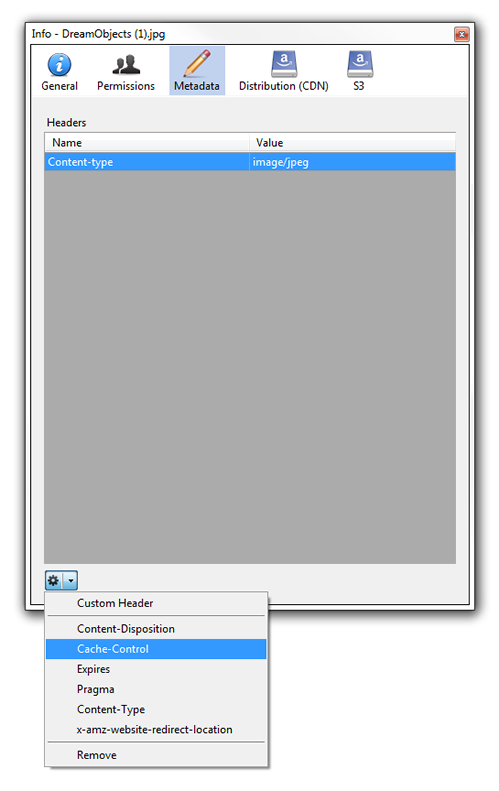 Info - DreamObjects (1).jpg
General Permissions Metadata Distribution (CDN) S3
Headers
Name Value
Content-type image/jpeg
Custom Header
Content-Disposition
Cache-Control
Expires
Pragma
Content-Type
x-amz-website-redirect-location
Remove